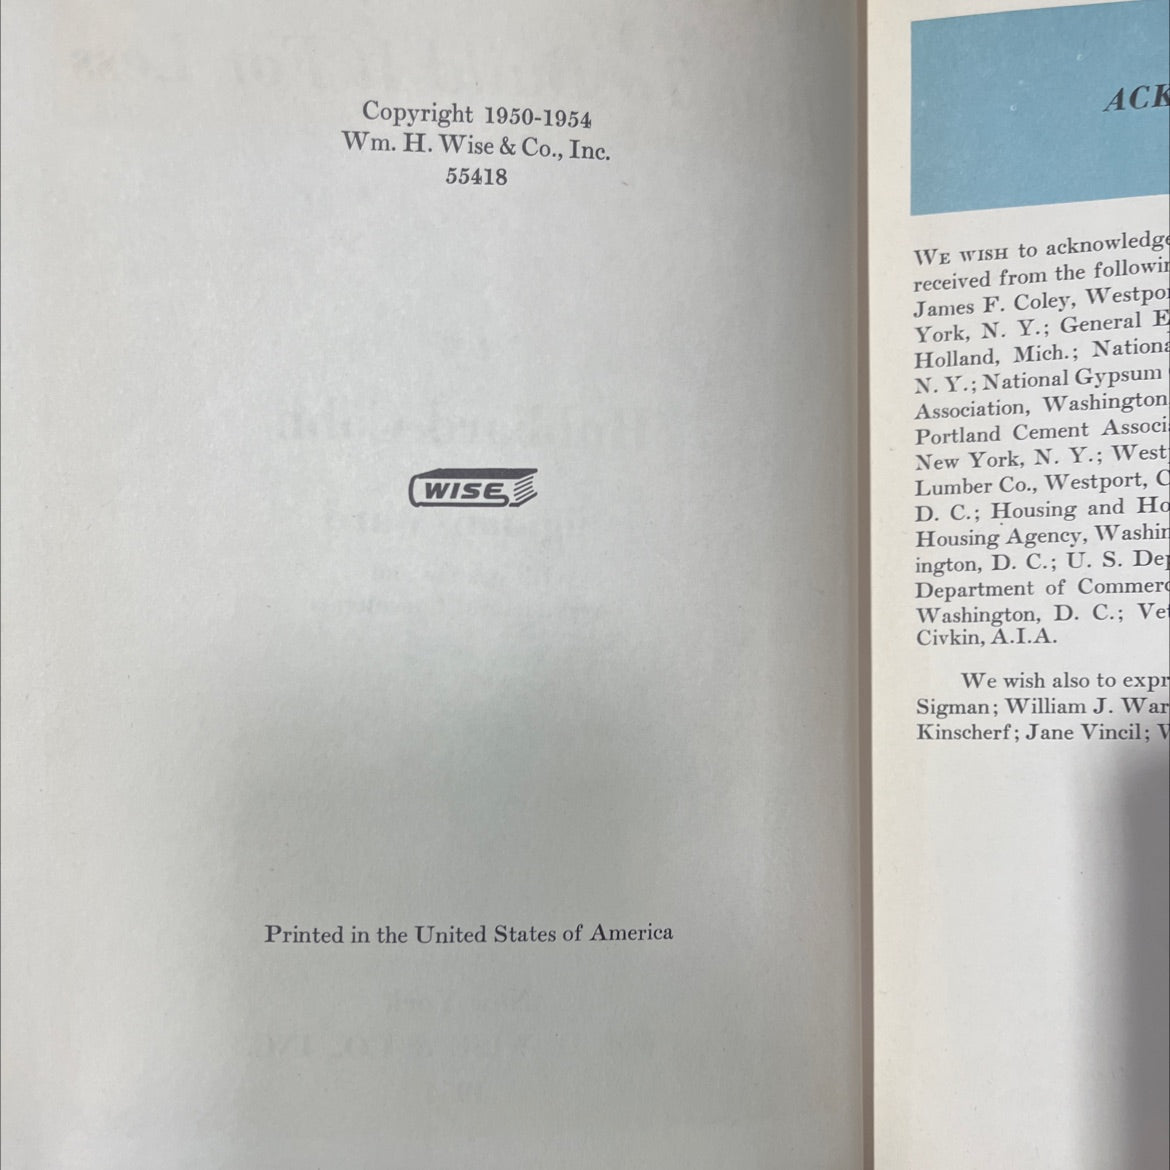 Copyright 1950-1954
Wm. H. Wise & Co., Inc.
55418
WISE
Printed in the United States of America
ACK
WE WISH to acknowledge
received from the followin
James F. Coley, Westpo
York, N. Y.; General E
Holland, Mich.; Nationa
N. Y.; National Gypsum
Association, Washington
Portland Cement Associ
New York, N. Y.; West
Lumber Co., Westport, C
D. C.; Housing and Ho
Housing Agency, Washin
ington, D. C.; U. S. Dep
Department of Commerc
Washington, D. C.; Vet
Civkin, A.I.A.
We wish also to expr
Sigman; William J. War
Kinscherf; Jane Vincil; V